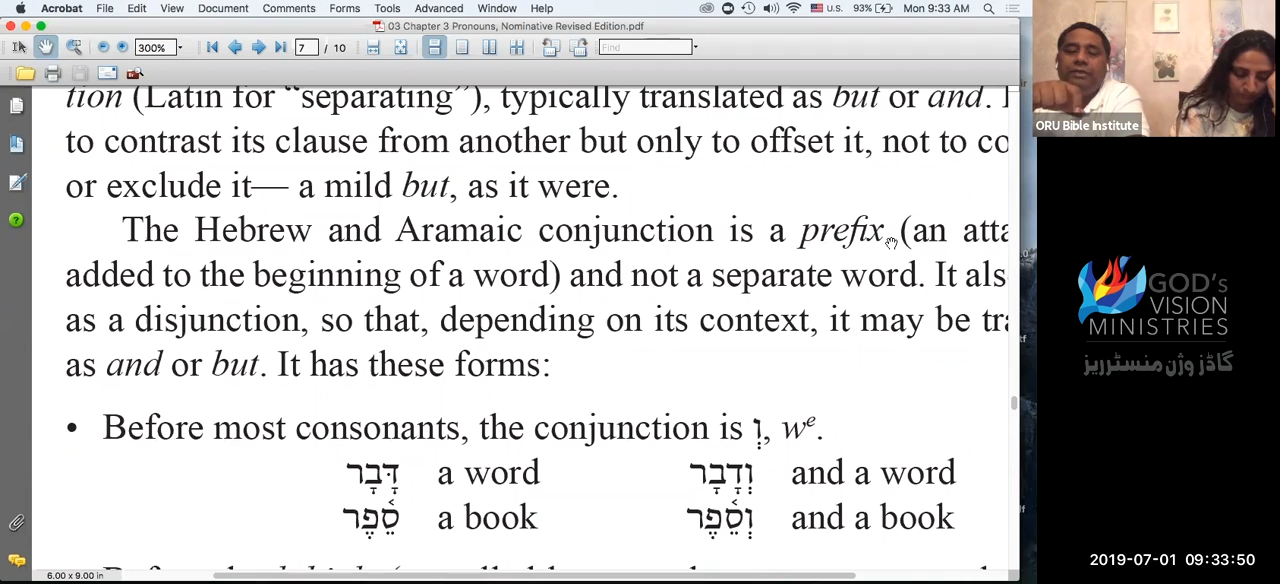 Acrobat File Edit View Document Comments Forms Tools Advanced Window Help U.S. 93% Mon 9:33 AM
03 Chapter 3 Pronouns, Nominative Revised Edition.pdf
300% 7 / 10 Find
tion (Latin for “separating”), typically translated as but or and.
to contrast its clause from another but only to offset it, not to co
or exclude it— a mild but, as it were.
The Hebrew and Aramaic conjunction is a prefix (an atta
added to the beginning of a word) and not a separate word. It als
as a disjunction, so that, depending on its context, it may be tra
as and or but. It has these forms:
• Before most consonants, the conjunction is וְ, wᵉ.
דָּבָר a word וְדָבָר and a word
סֵ֫פֶר a book וְסֵ֫פֶר and a book
6.00 x 9.00 in
ORU Bible Institute
GOD's
VISION
MINISTRIES
گاڈز وژن منسٹریز
2019-07-01 09:33:50